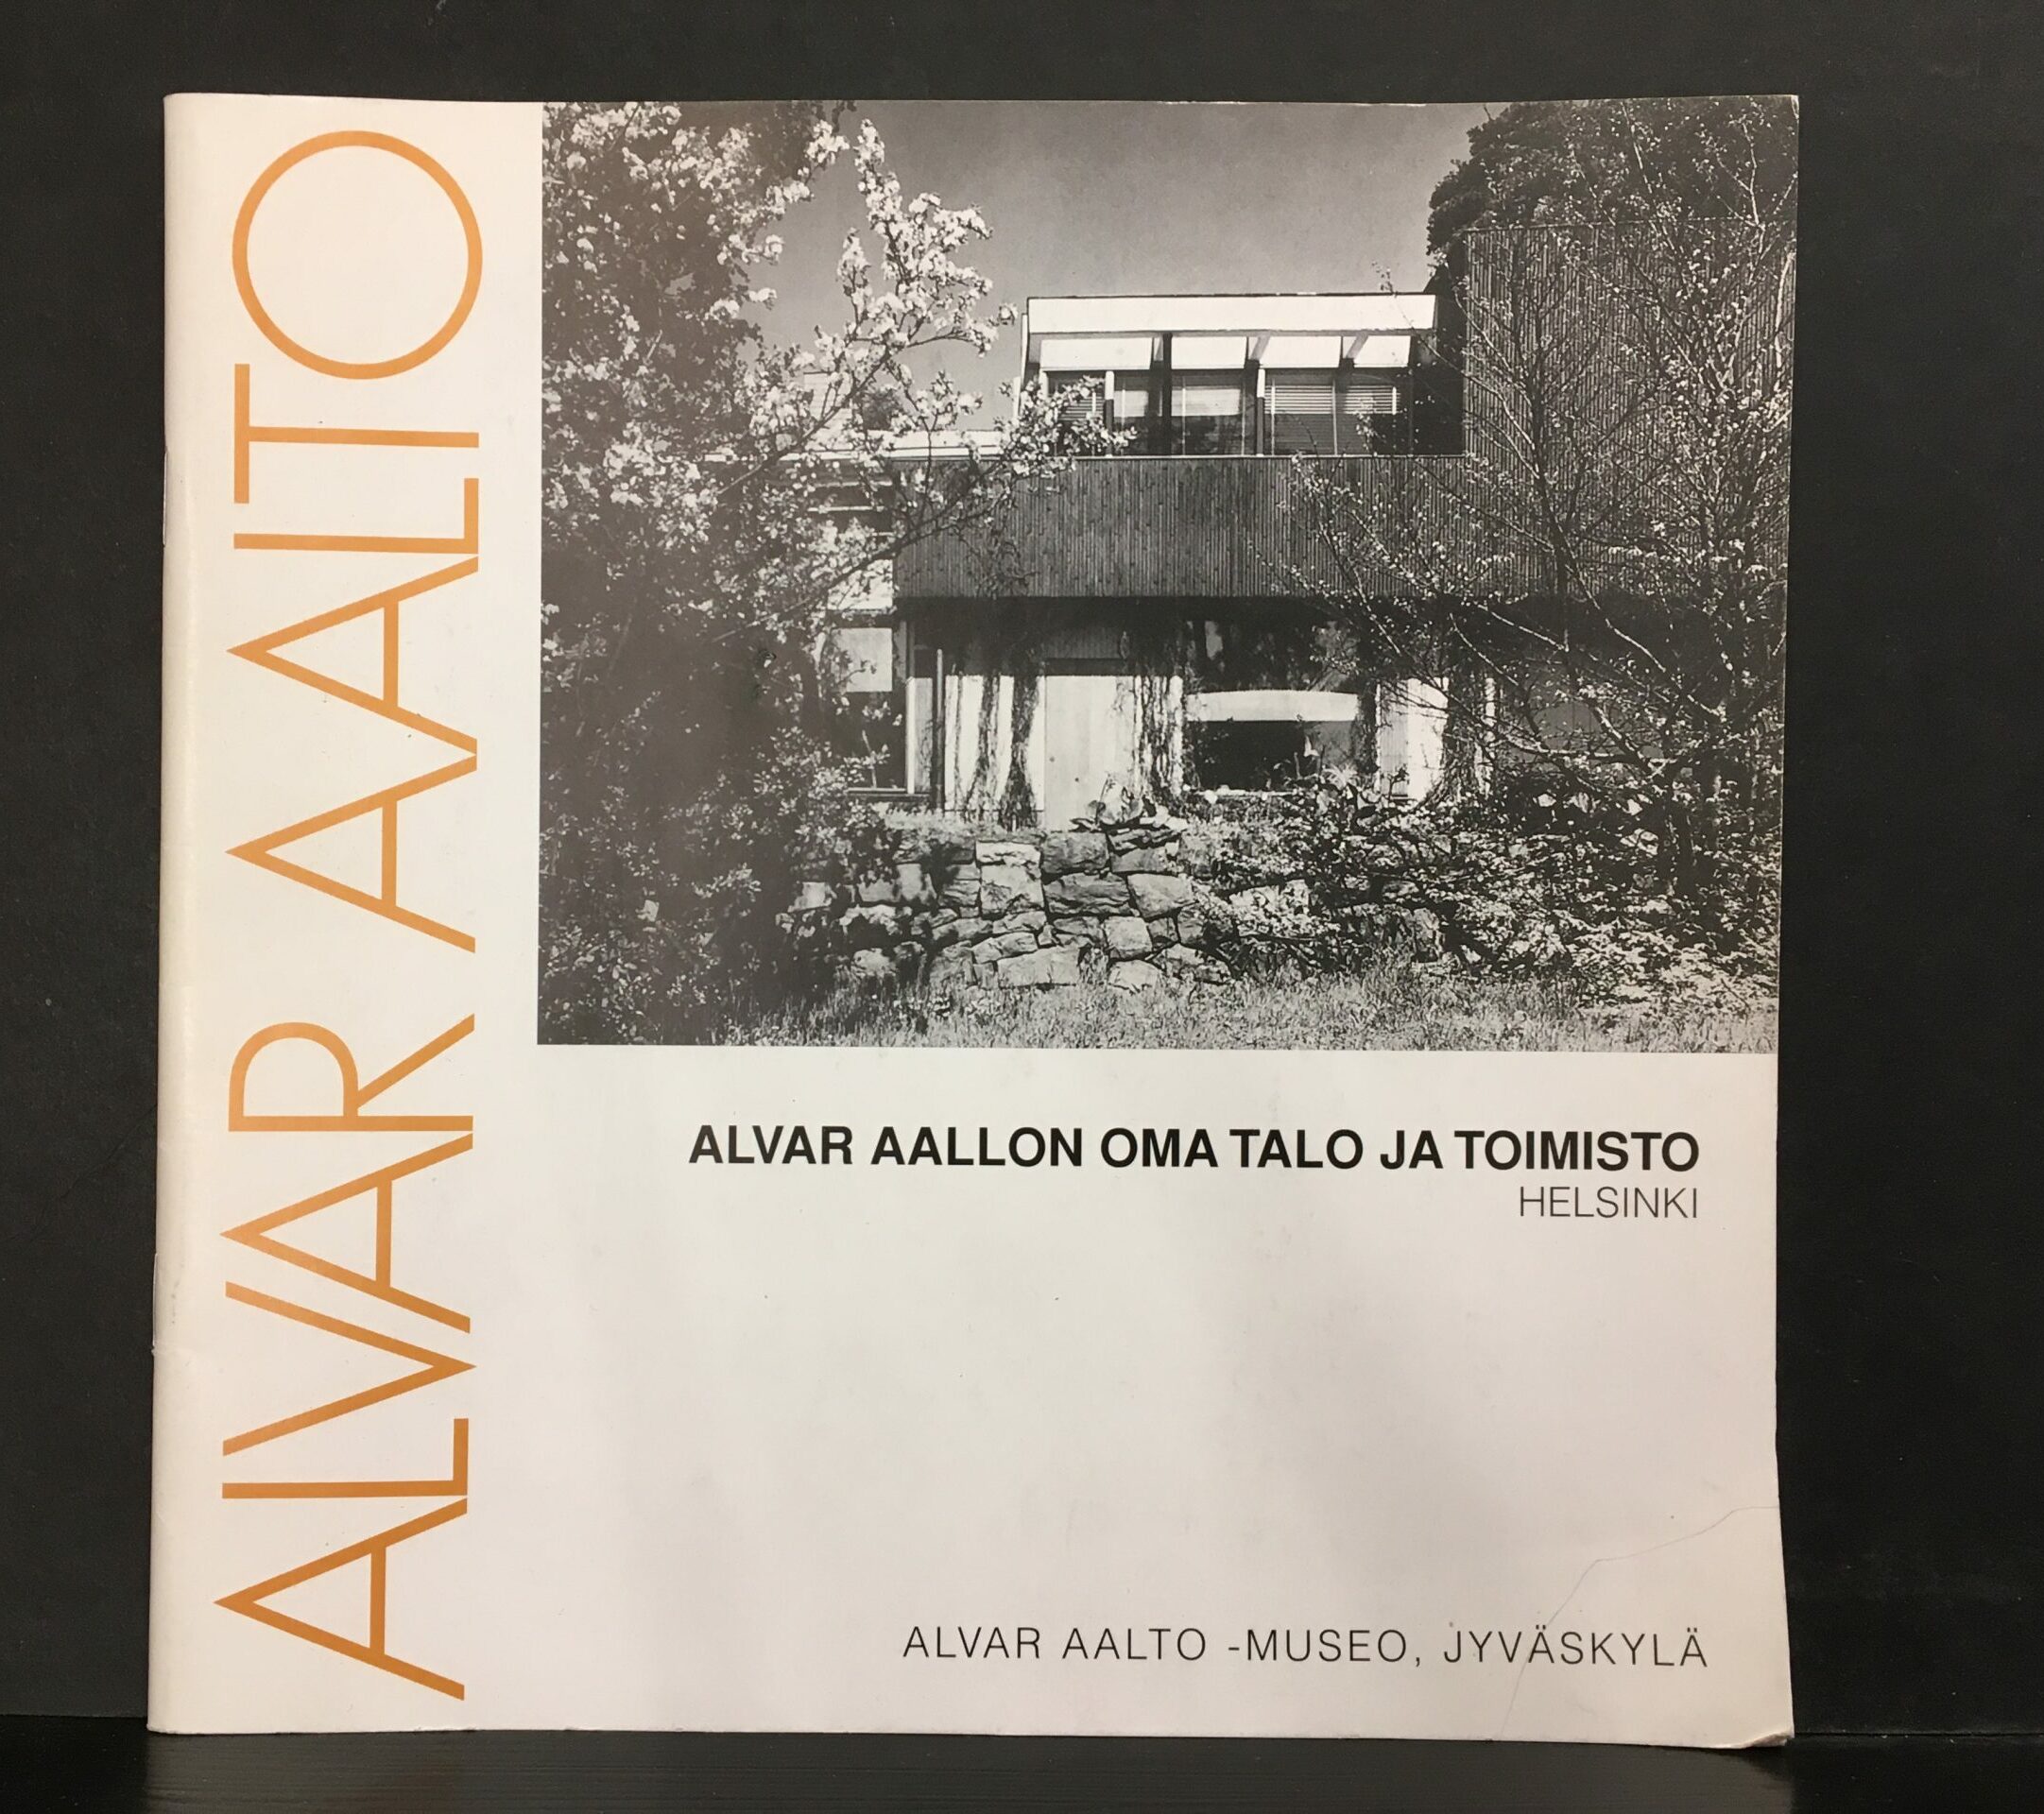 ALVAR AALTO
ALVAR AALLON OMA TALO JA TOIMISTO
HELSINKI
ALVAR AALTO -MUSEO, JYVÄSKYLÄ